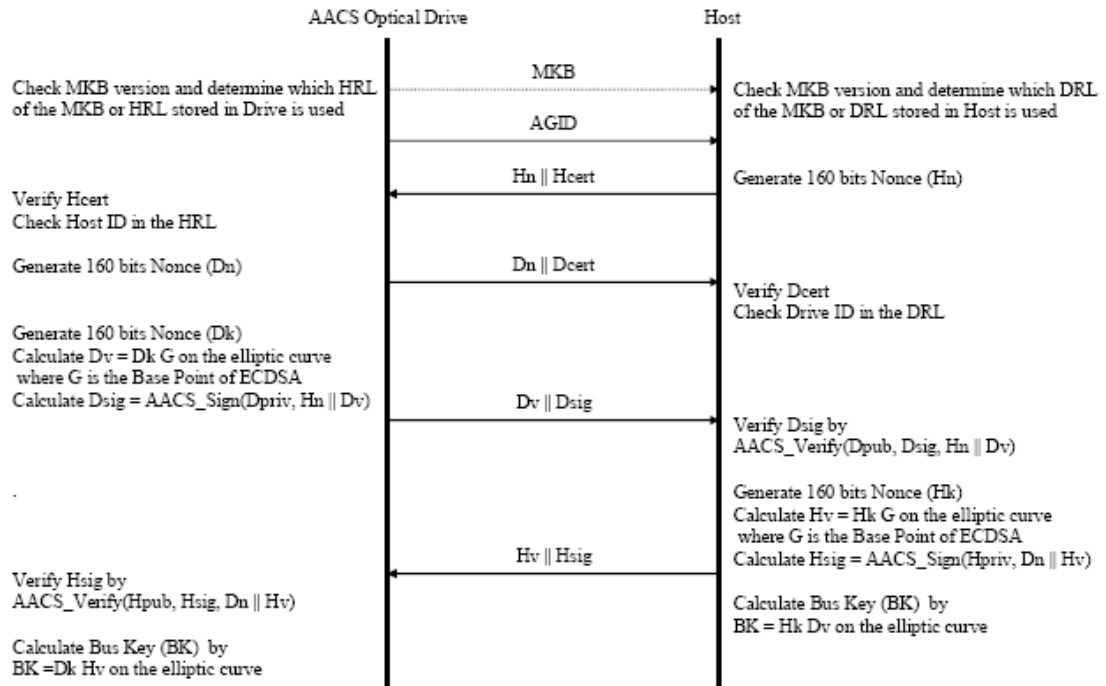 AACS Optical Drive
Host
MKB
Check MKB version and determine which HRL
of the MKB or HRL stored in Drive is used
Check MKB version and determine which DRL
of the MKB or DRL stored in Host is used
AGID
Hn || Hcert
Generate 160 bits Nonce (Hn)
Verify Hcert
Check Host ID in the HRL
Generate 160 bits Nonce (Dn)
Dn || Dcert
Verify Dcert
Check Drive ID in the DRL
Generate 160 bits Nonce (Dk)
Calculate Dv = Dk G on the elliptic curve
where G is the Base Point of ECDSA
Calculate Dsig = AACS_Sign(Dpriv, Hn || Dv)
Dv || Dsig
Verify Dsig by
AACS_Verify(Dpub, Dsig, Hn || Dv)
.
Generate 160 bits Nonce (Hk)
Calculate Hv = Hk G on the elliptic curve
where G is the Base Point of ECDSA
Calculate Hsig = AACS_Sign(Hpriv, Dn || Hv)
Hv || Hsig
Verify Hsig by
AACS_Verify(Hpub, Hsig, Dn || Hv)
Calculate Bus Key (BK) by
BK = Hk Dv on the elliptic curve
Calculate Bus Key (BK) by
BK =Dk Hv on the elliptic curve